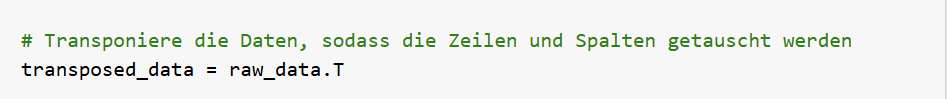 # Transponiere die Daten, sodass die Zeilen und Spalten getauscht werden
transposed_data = raw_data.T